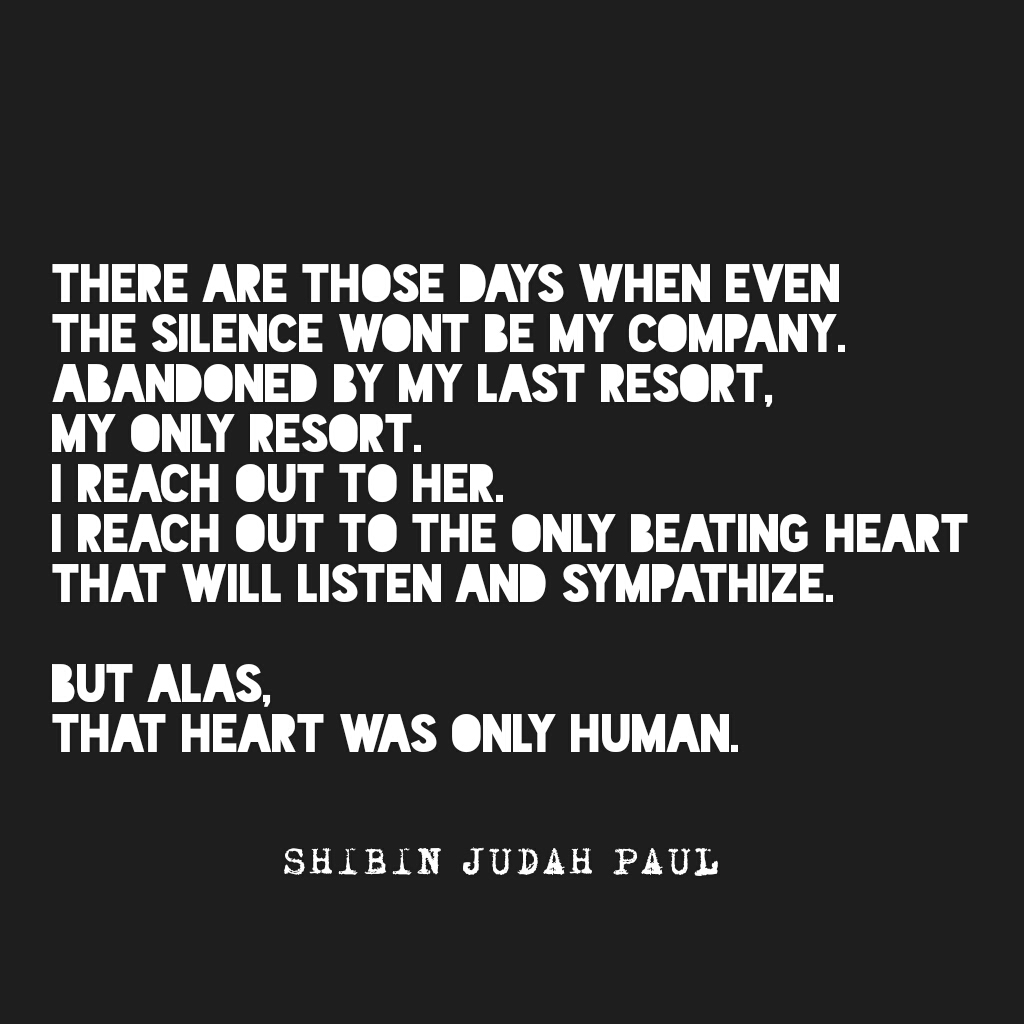 THERE ARE THOSE DAYS WHEN EVEN
THE SILENCE WONT BE MY COMPANY.
ABANDONED BY MY LAST RESORT,
MY ONLY RESORT.
I REACH OUT TO HER.
I REACH OUT TO THE ONLY BEATING HEART
THAT WILL LISTEN AND SYMPATHIZE.
BUT ALAS,
THAT HEART WAS ONLY HUMAN.
SHIBIN JUDAH PAUL